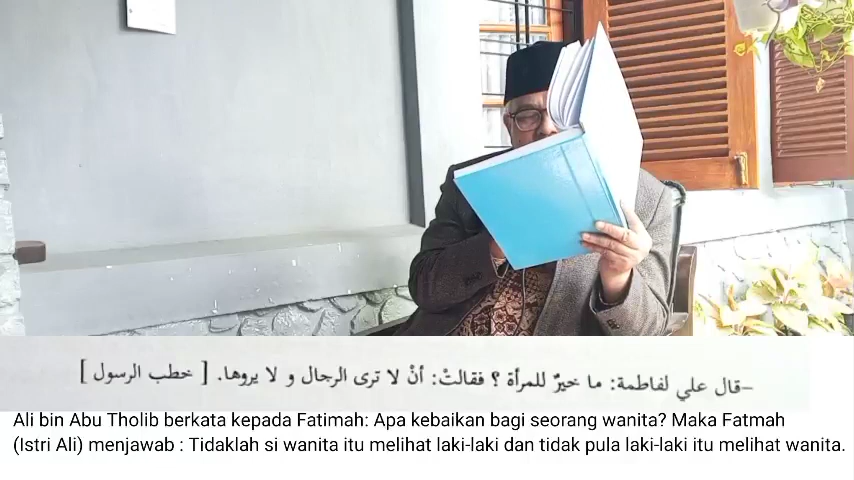 –قال علي لفاطمة: ما خيرٌ للمرأة ؟ فقالتْ: أنْ لا ترى الرجال و لا يروها. [ خطب الرسول ]
Ali bin Abu Tholib berkata kepada Fatimah: Apa kebaikan bagi seorang wanita? Maka Fatmah
(Istri Ali) menjawab : Tidaklah si wanita itu melihat laki-laki dan tidak pula laki-laki itu melihat wanita.